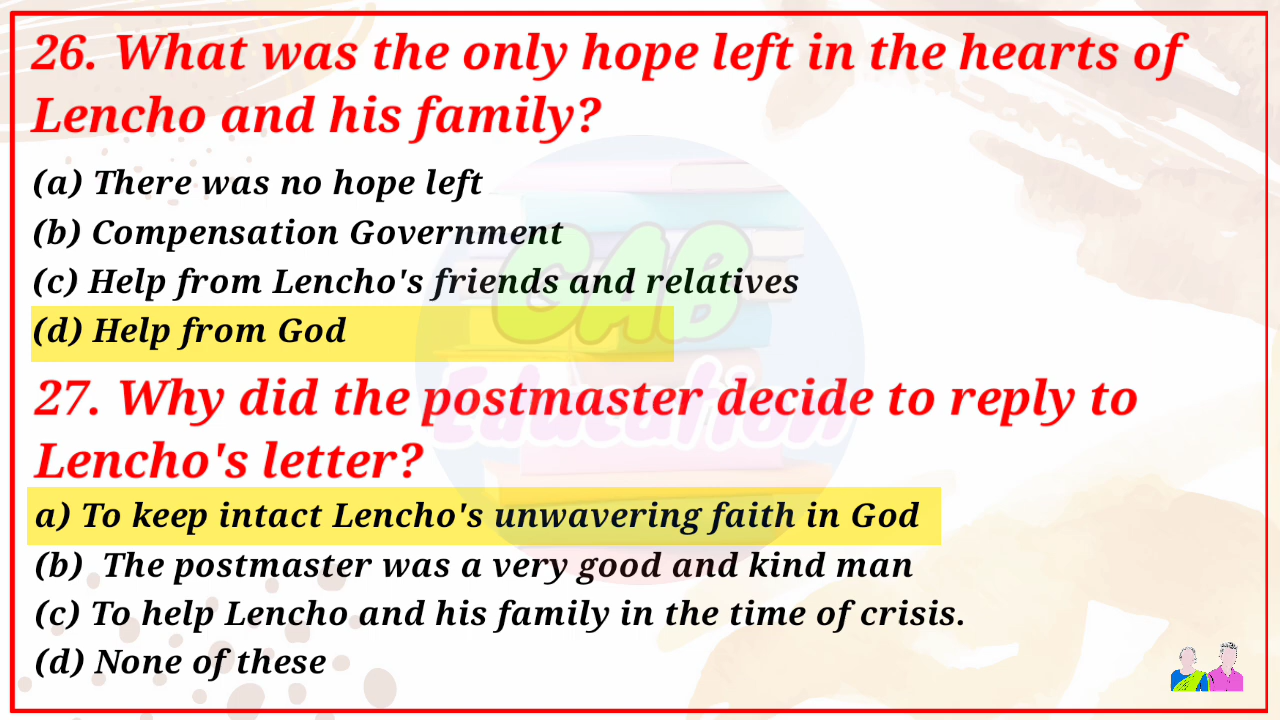 26. What was the only hope left in the hearts of
Lencho and his family?
(a) There was no hope left
(b) Compensation Government
(c) Help from Lencho's friends and relatives
(d) Help from God
27. Why did the postmaster decide to reply to
Lencho's letter?
a) To keep intact Lencho's unwavering faith in God
(b) The postmaster was a very good and kind man
(c) To help Lencho and his family in the time of crisis.
(d) None of these
GAB
Education